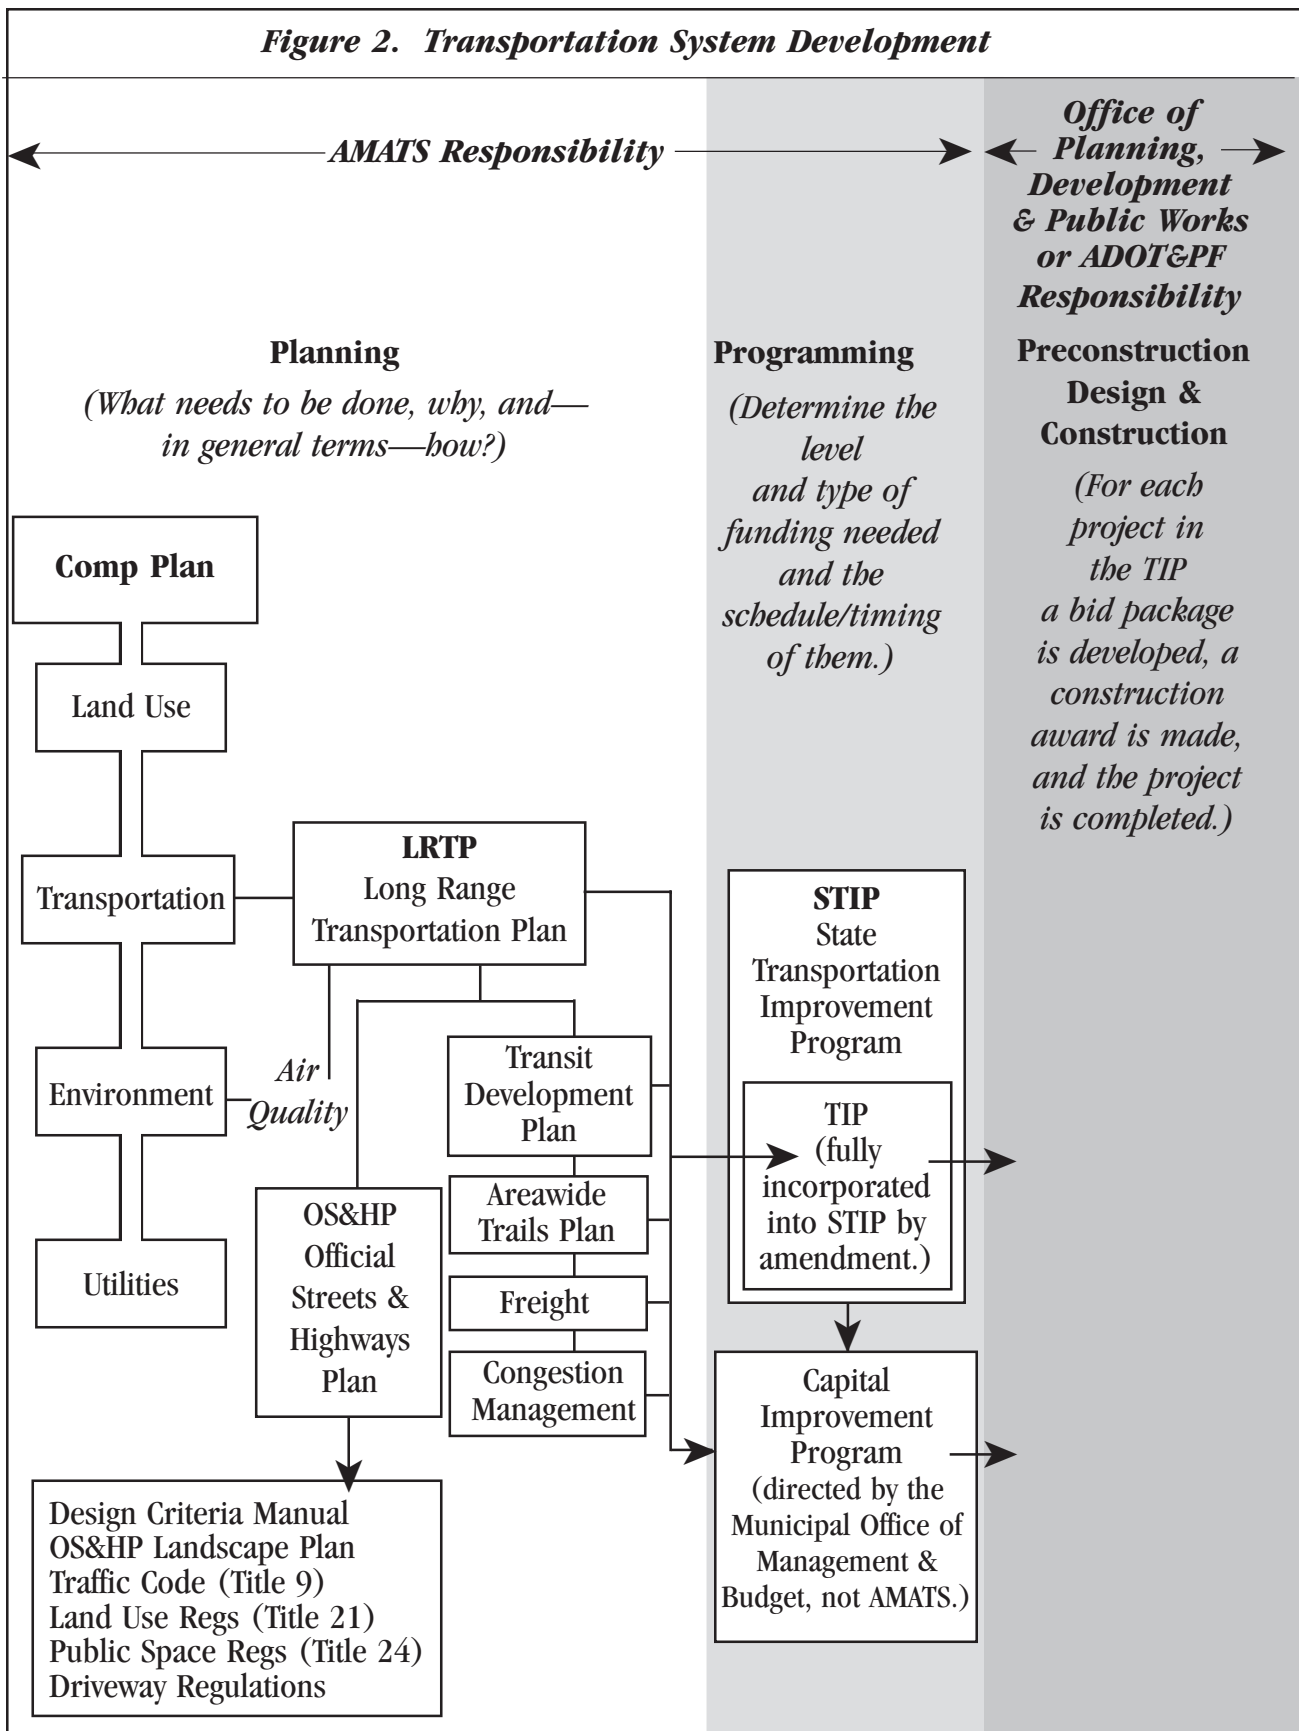 Figure 2. Transportation System Development
AMATS Responsibility
Office of
Planning,
Development
& Public Works
or ADOT&PF
Responsibility
Planning
(What needs to be done, why, and—
in general terms—how?)
Programming
(Determine the
level
and type of
funding needed
and the
schedule/timing
of them.)
Preconstruction
Design &
Construction
(For each
project in
the TIP
a bid package
is developed, a
construction
award is made,
and the project
is completed.)
Comp Plan
Land Use
Transportation
Environment
Utilities
Air
Quality
LRTP
Long Range
Transportation Plan
OS&HP
Official
Streets &
Highways
Plan
Transit
Development
Plan
Areawide
Trails Plan
Freight
Congestion
Management
Design Criteria Manual
OS&HP Landscape Plan
Traffic Code (Title 9)
Land Use Regs (Title 21)
Public Space Regs (Title 24)
Driveway Regulations
STIP
State
Transportation
Improvement
Program
TIP
(fully
incorporated
into STIP by
amendment.)
Capital
Improvement
Program
(directed by the
Municipal Office of
Management &
Budget, not AMATS.)